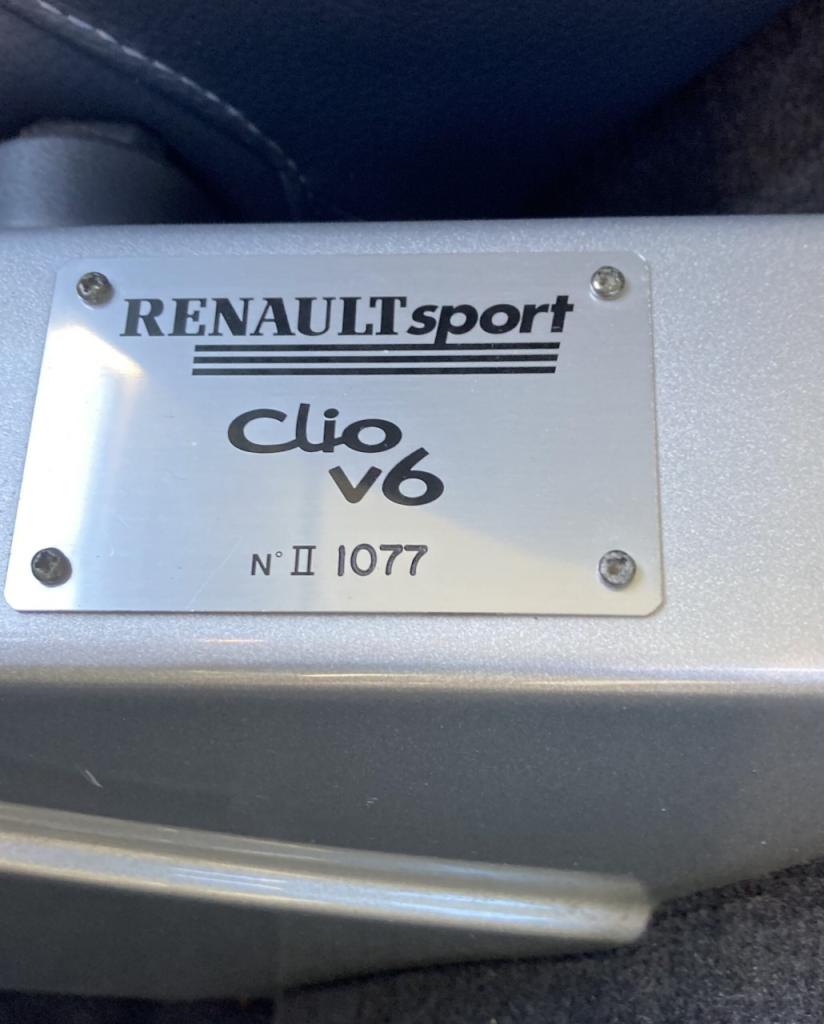 RENAULTsport
Clio
v6
N° II 1077